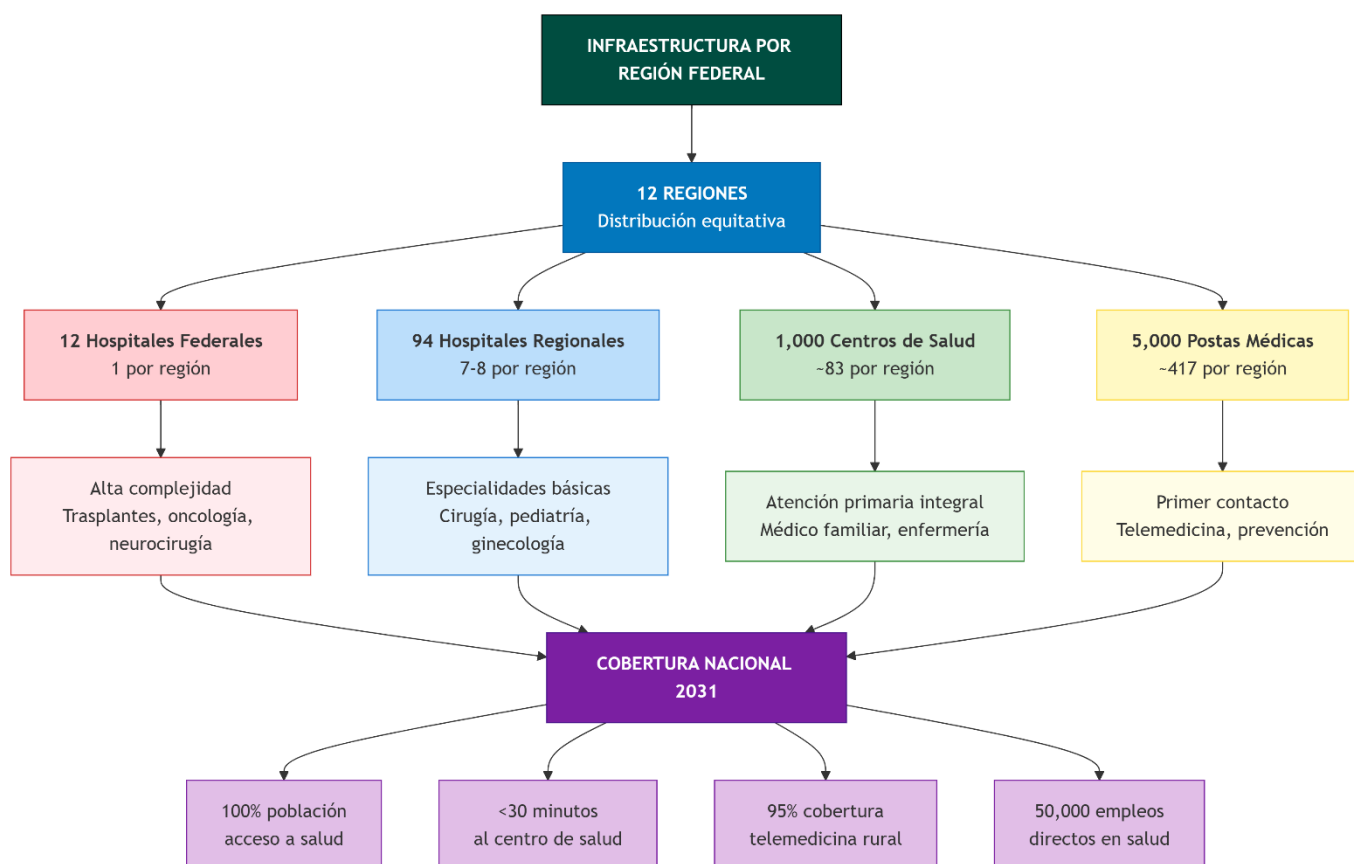 INFRAESTRUCTURA POR
REGIÓN FEDERAL
12 REGIONES
Distribución equitativa
12 Hospitales Federales
1 por región
94 Hospitales Regionales
7-8 por región
1,000 Centros de Salud
~83 por región
5,000 Postas Médicas
~417 por región
Alta complejidad
Trasplantes, oncología,
neurocirugía
Especialidades básicas
Cirugía, pediatría,
ginecología
Atención primaria integral
Médico familiar, enfermería
Primer contacto
Telemedicina, prevención
COBERTURA NACIONAL
2031
100% población
acceso a salud
<30 minutos
al centro de salud
95% cobertura
telemedicina rural
50,000 empleos
directos en salud